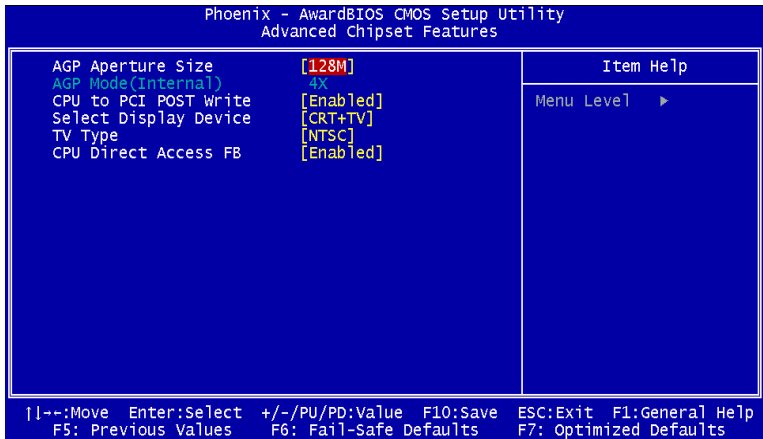 Phoenix - AwardBIOS CMOS Setup Utility
Advanced Chipset Features
AGP Aperture Size [128M]
AGP Mode(Internal) 4X
CPU to PCI POST Write [Enabled]
Select Display Device [CRT+TV]
TV Type [NTSC]
CPU Direct Access FB [Enabled]
Item Help
Menu Level ▶
↑↓→←:Move Enter:Select +/-/PU/PD:Value F10:Save ESC:Exit F1:General Help
F5: Previous Values F6: Fail-Safe Defaults F7: Optimized Defaults